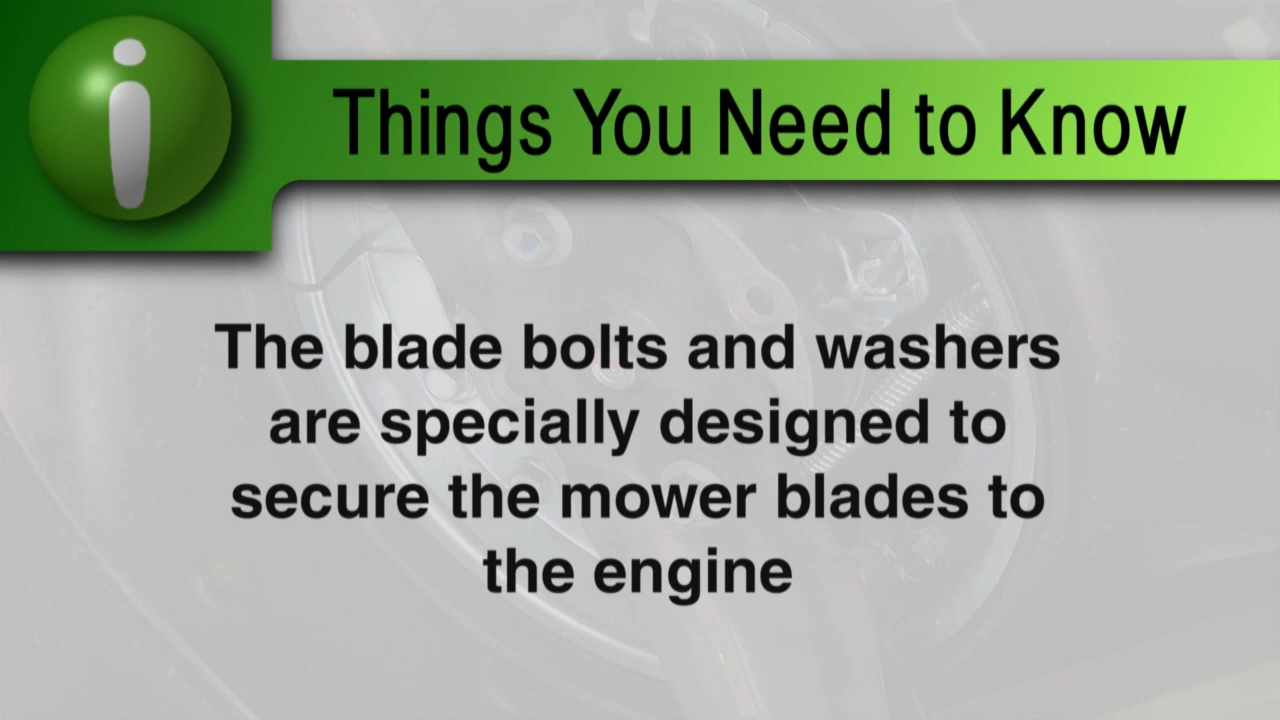 i
Things You Need to Know
The blade bolts and washers
are specially designed to
secure the mower blades to
the engine